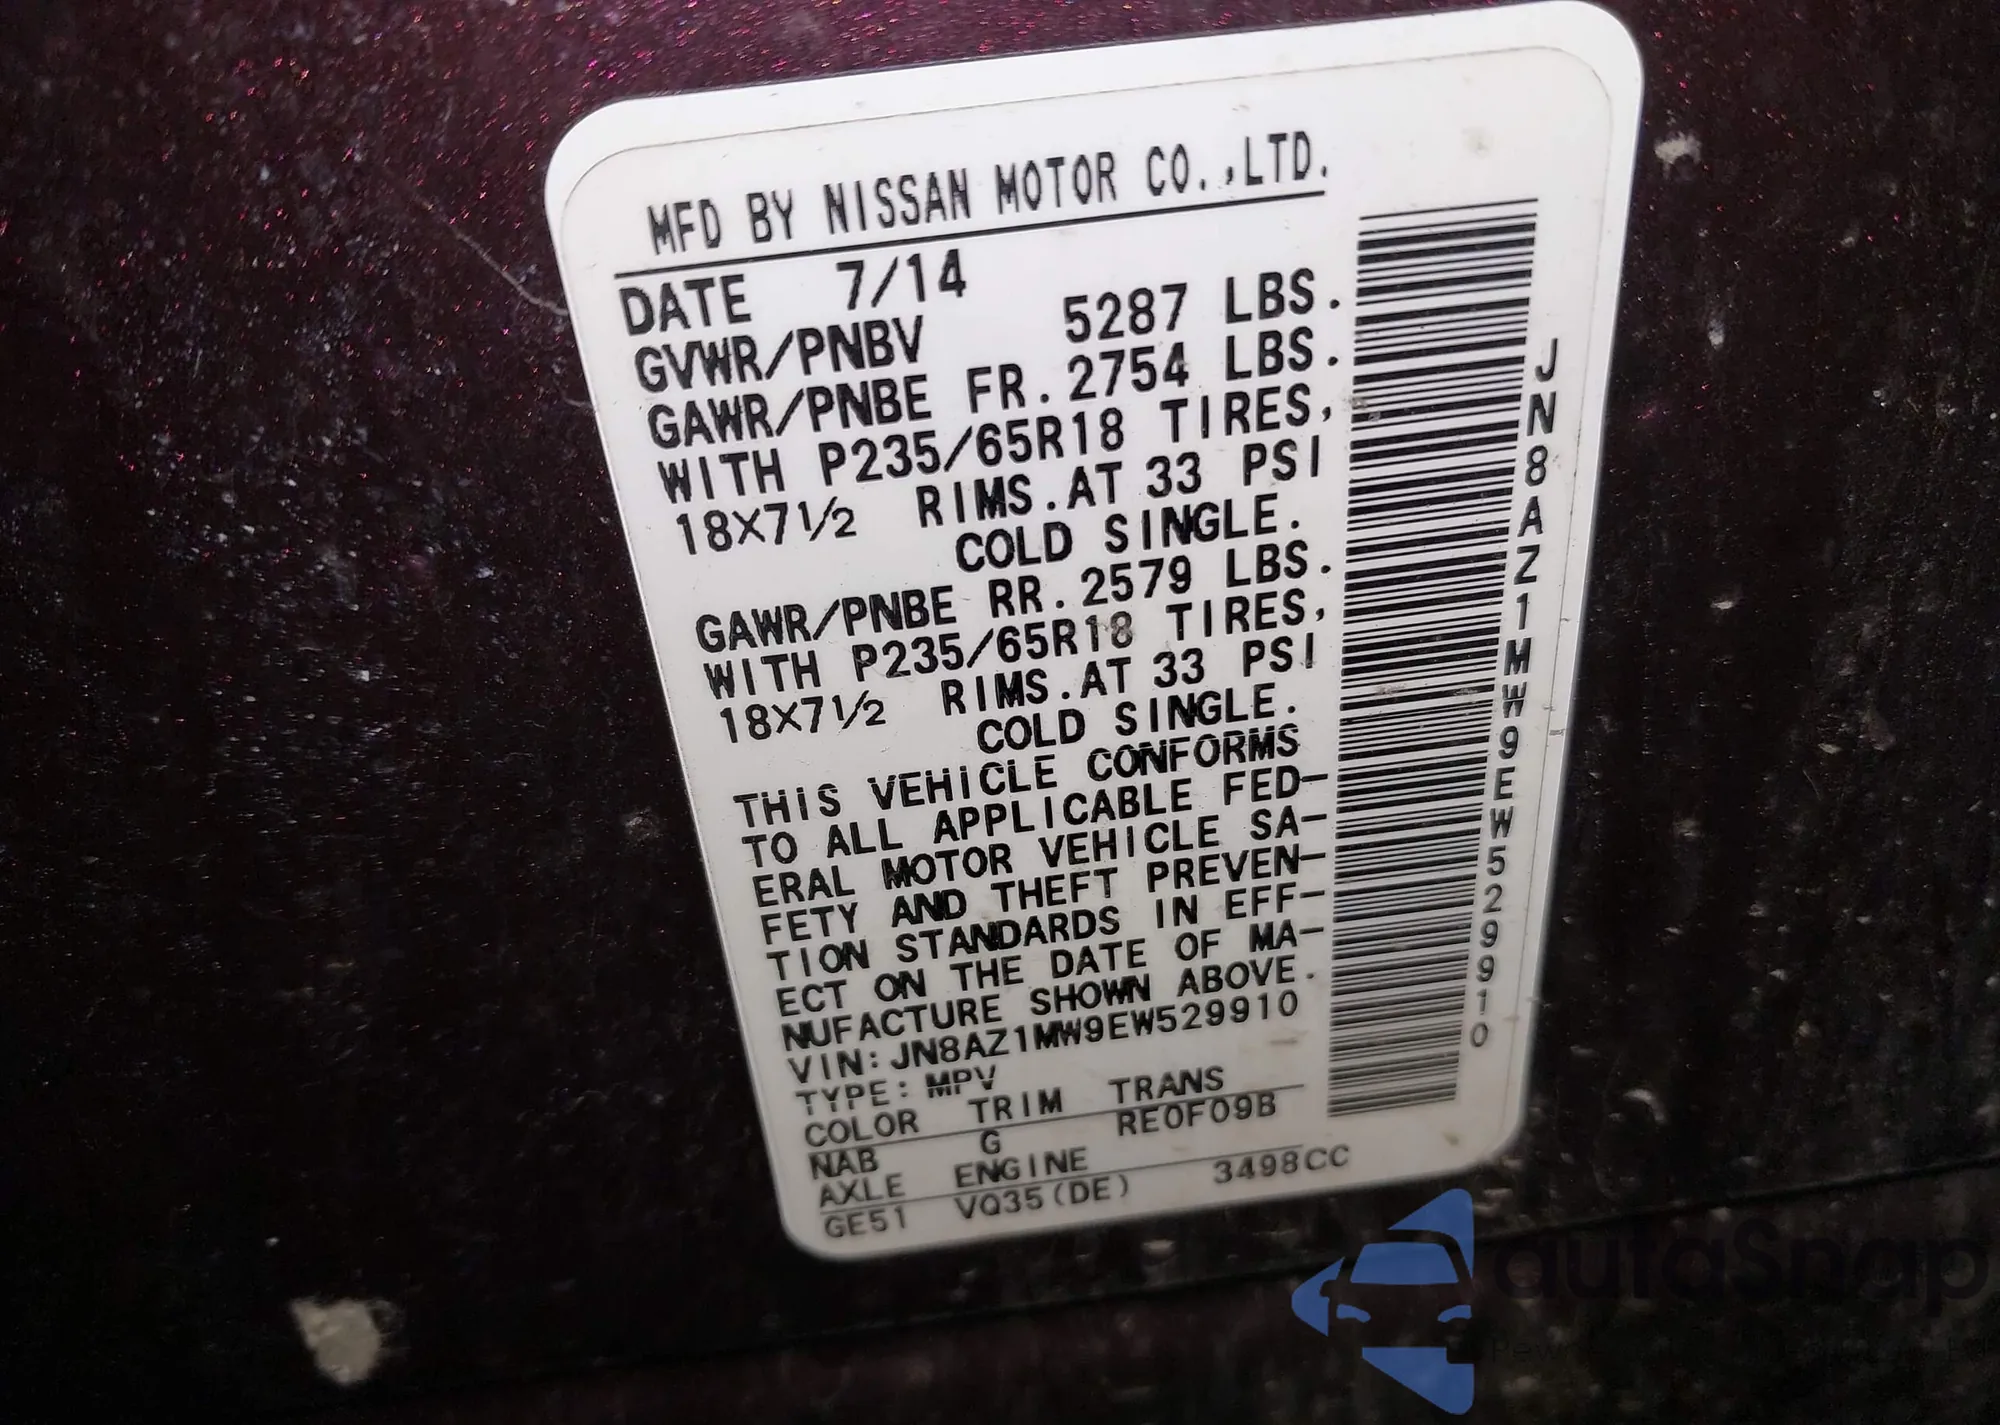 MFD BY NISSAN MOTOR CO.,LTD.
DATE 7/14
GVWR/PNBV 5287 LBS.
GAWR/PNBE FR. 2754 LBS.
WITH P235/65R18 TIRES,
18X7½ RIMS. AT 33 PSI
COLD SINGLE.
GAWR/PNBE RR. 2579 LBS.
WITH P235/65R18 TIRES,
18X7½ RIMS. AT 33 PSI
COLD SINGLE.
THIS VEHICLE CONFORMS
TO ALL APPLICABLE FED-
ERAL MOTOR VEHICLE SA-
FETY AND THEFT PREVEN-
TION STANDARDS IN EFF-
ECT ON THE DATE OF MA-
NUFACTURE SHOWN ABOVE.
VIN: JN8AZ1MW9EW529910
TYPE: MPV
COLOR TRIM TRANS
NAB G RE0F09B
AXLE ENGINE
GE51 VQ35(DE) 3498CC
JN8AZ1MW9EW529910
autaSnap